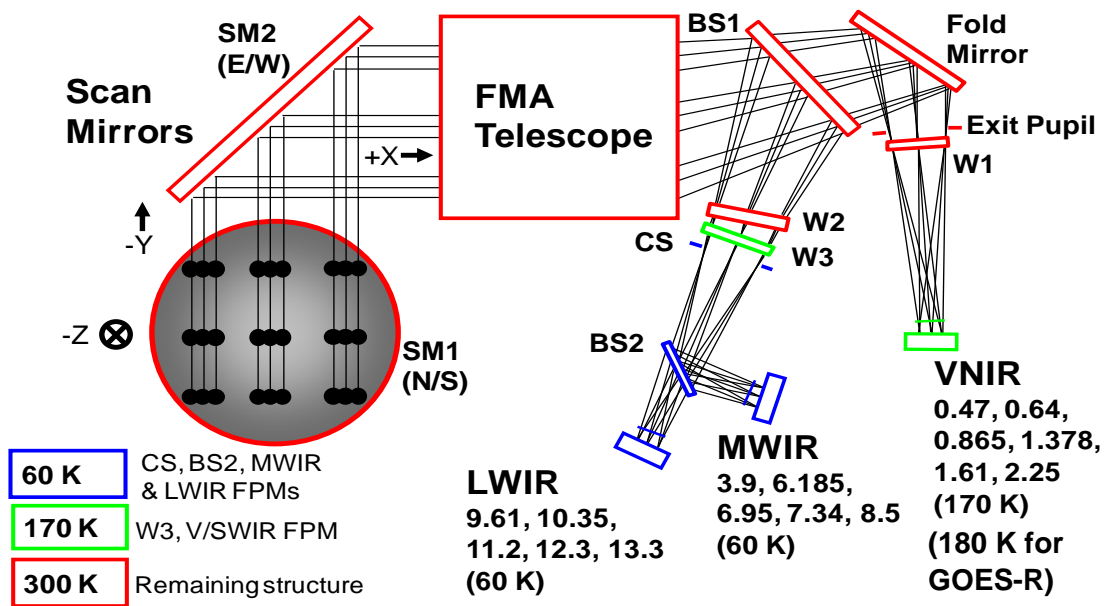 SM2
(E/W)
Scan
Mirrors
FMA
Telescope
BS1
Fold
Mirror
Exit Pupil
W1
+X
-Y
-Z
SM1
(N/S)
CS
W2
W3
BS2
VNIR
0.47, 0.64,
0.865, 1.378,
1.61, 2.25
(170 K)
(180 K for
GOES-R)
MWIR
3.9, 6.185,
6.95, 7.34, 8.5
(60 K)
LWIR
9.61, 10.35,
11.2, 12.3, 13.3
(60 K)
60 K
CS, BS2, MWIR
& LWIR FPMs
170 K
W3, V/SWIR FPM
300 K
Remaining structure